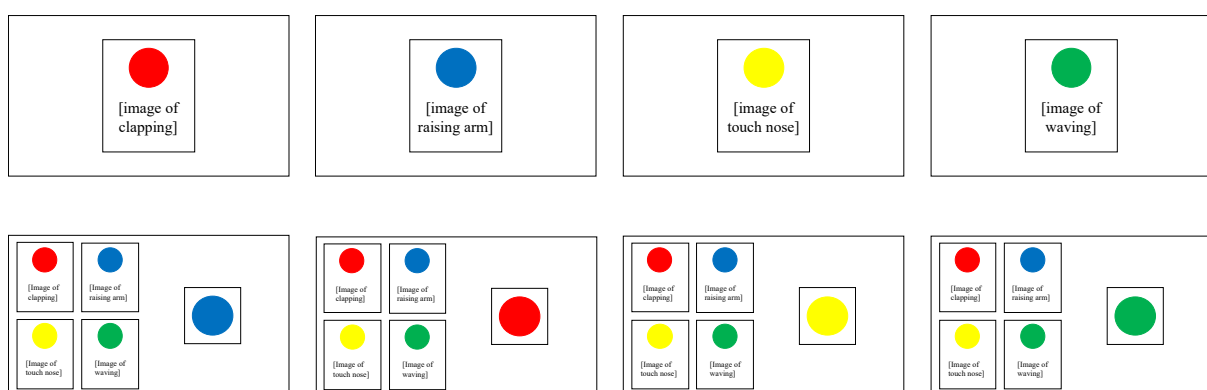 [image of
clapping]
[image of
raising arm]
[image of
touch nose]
[image of
waving]
[Image of
clapping]
[Image of
raising arm]
[Image of
touch nose]
[Image of
waving]
[Image of
clapping]
[Image of
raising arm]
[Image of
touch nose]
[Image of
waving]
[Image of
clapping]
[Image of
raising arm]
[Image of
touch nose]
[Image of
waving]
[Image of
clapping]
[Image of
raising arm]
[Image of
touch nose]
[Image of
waving]